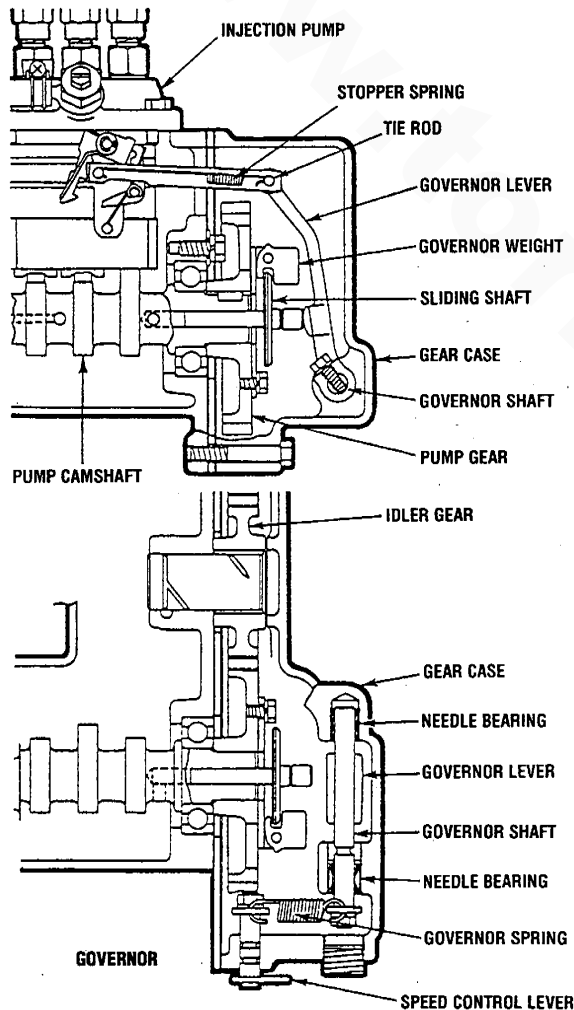 INJECTION PUMP
STOPPER SPRING
TIE ROD
GOVERNOR LEVER
GOVERNOR WEIGHT
SLIDING SHAFT
GEAR CASE
GOVERNOR SHAFT
PUMP GEAR
PUMP CAMSHAFT
IDLER GEAR
GEAR CASE
NEEDLE BEARING
GOVERNOR LEVER
GOVERNOR SHAFT
NEEDLE BEARING
GOVERNOR SPRING
GOVERNOR
SPEED CONTROL LEVER